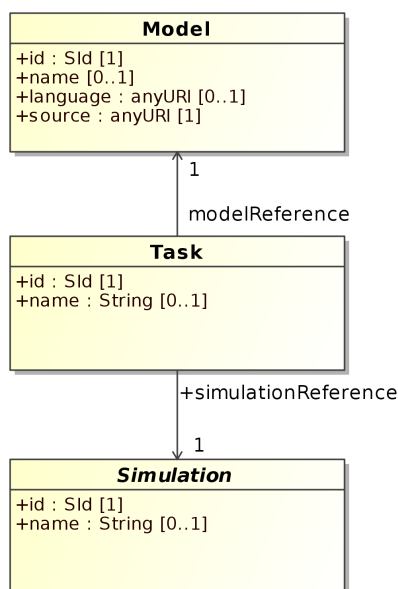 Model
+id : SId [1]
+name [0..1]
+language : anyURI [0..1]
+source : anyURI [1]
1
modelReference
Task
+id : SId [1]
+name : String [0..1]
+simulationReference
1
Simulation
+id : SId [1]
+name : String [0..1]